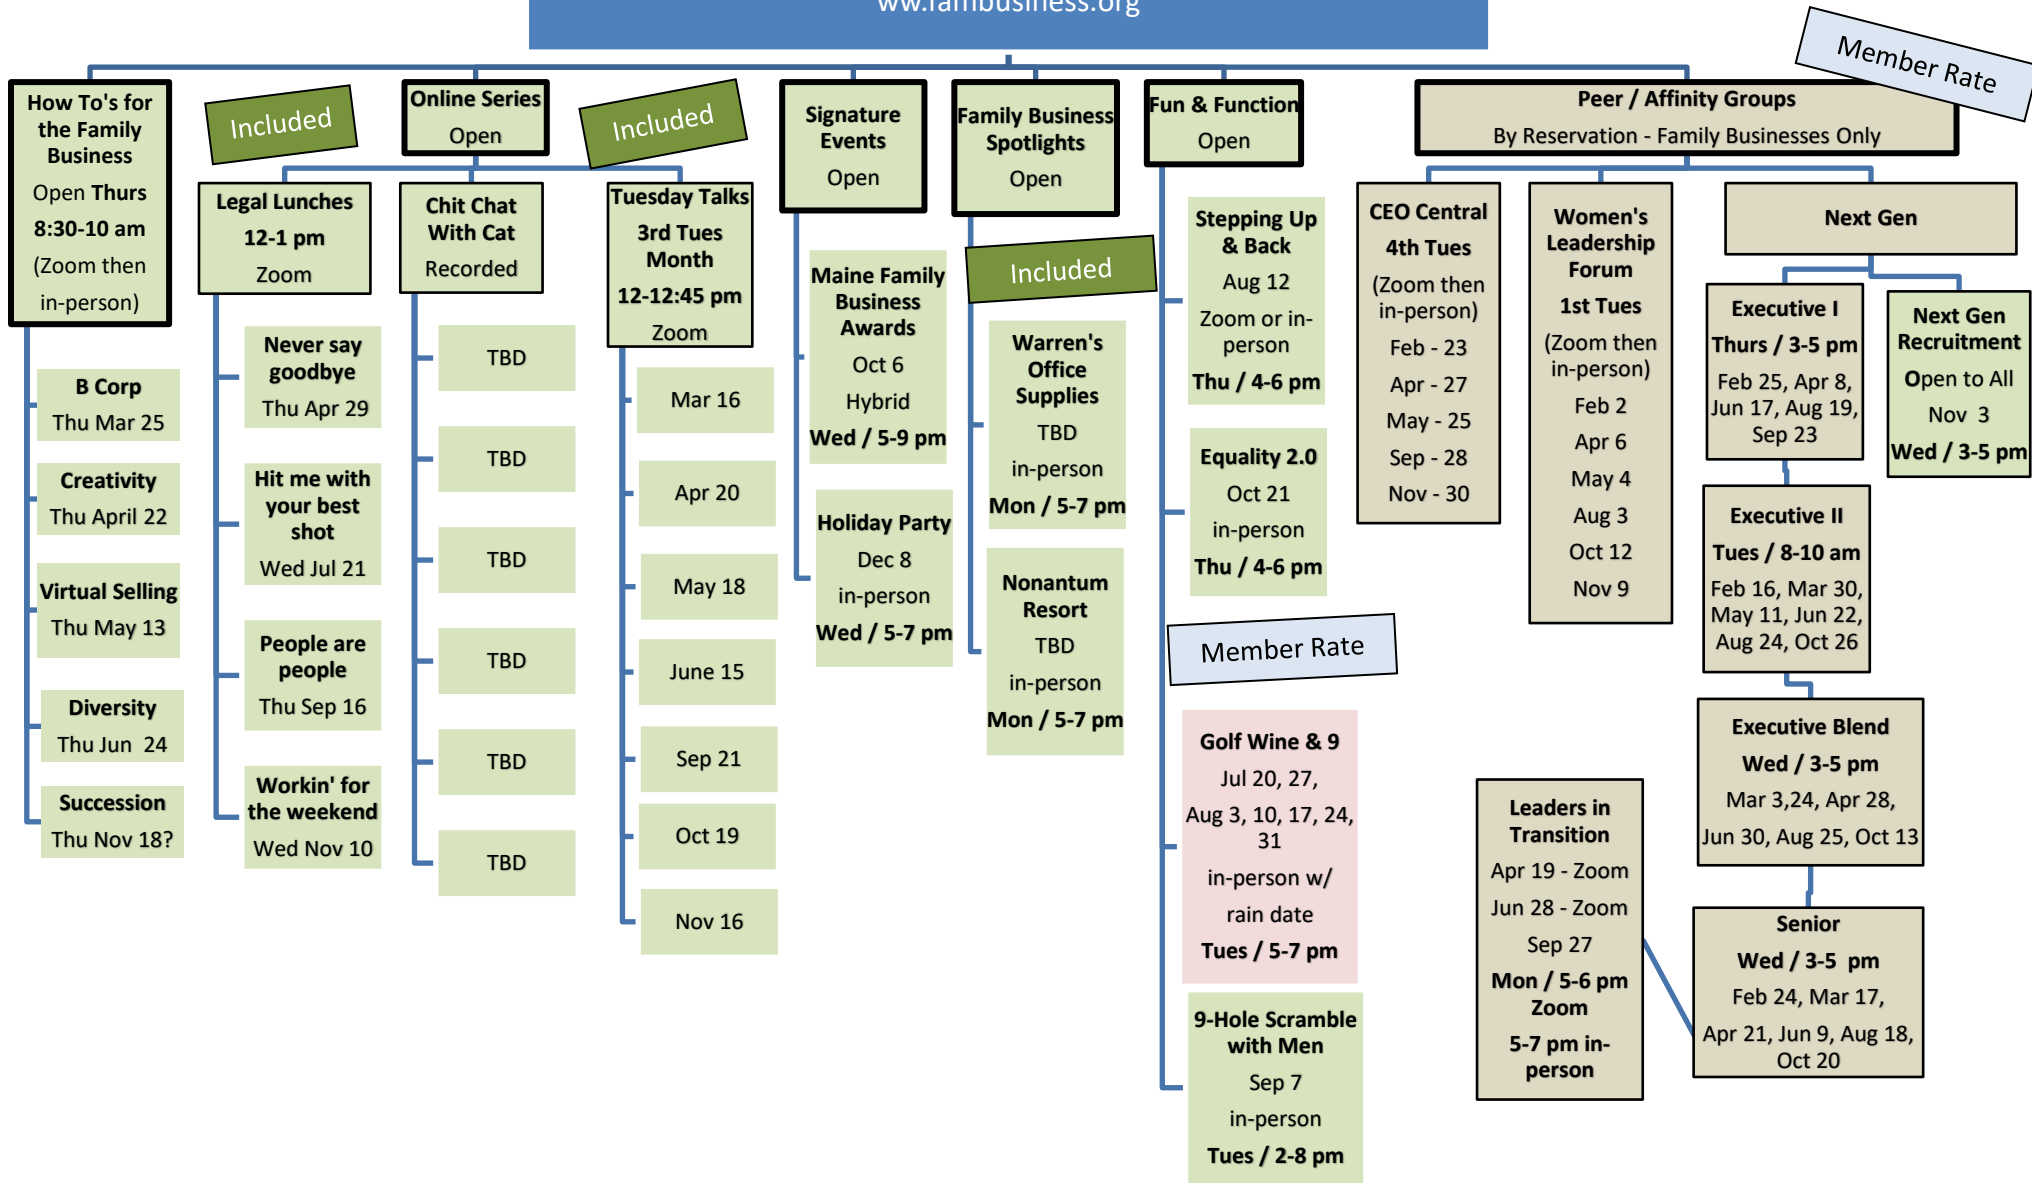 ww.fambusiness.org
Member Rate
How To's for
the Family
Business
Open Thurs
8:30-10 am
(Zoom then
in-person)
B Corp
Thu Mar 25
Creativity
Thu April 22
Virtual Selling
Thu May 13
Diversity
Thu Jun 24
Succession
Thu Nov 18?
Included
Online Series
Open
Included
Legal Lunches
12-1 pm
Zoom
Never say
goodbye
Thu Apr 29
Hit me with
your best
shot
Wed Jul 21
People are
people
Thu Sep 16
Workin' for
the weekend
Wed Nov 10
Chit Chat
With Cat
Recorded
TBD
TBD
TBD
TBD
TBD
TBD
Tuesday Talks
3rd Tues
Month
12-12:45 pm
Zoom
Mar 16
Apr 20
May 18
June 15
Sep 21
Oct 19
Nov 16
Signature
Events
Open
Maine Family
Business
Awards
Oct 6
Hybrid
Wed / 5-9 pm
Holiday Party
Dec 8
in-person
Wed / 5-7 pm
Family Business
Spotlights
Open
Included
Warren's
Office
Supplies
TBD
in-person
Mon / 5-7 pm
Nonantum
Resort
TBD
in-person
Mon / 5-7 pm
Fun & Function
Open
Stepping Up
& Back
Aug 12
Zoom or in-
person
Thu / 4-6 pm
Equality 2.0
Oct 21
in-person
Thu / 4-6 pm
Member Rate
Golf Wine & 9
Jul 20, 27,
Aug 3, 10, 17, 24,
31
in-person w/
rain date
Tues / 5-7 pm
9-Hole Scramble
with Men
Sep 7
in-person
Tues / 2-8 pm
Peer / Affinity Groups
By Reservation - Family Businesses Only
CEO Central
4th Tues
(Zoom then
in-person)
Feb - 23
Apr - 27
May - 25
Sep - 28
Nov - 30
Women's
Leadership
Forum
1st Tues
(Zoom then
in-person)
Feb 2
Apr 6
May 4
Aug 3
Oct 12
Nov 9
Next Gen
Executive I
Thurs / 3-5 pm
Feb 25, Apr 8,
Jun 17, Aug 19,
Sep 23
Next Gen
Recruitment
Open to All
Nov 3
Wed / 3-5 pm
Executive II
Tues / 8-10 am
Feb 16, Mar 30,
May 11, Jun 22,
Aug 24, Oct 26
Executive Blend
Wed / 3-5 pm
Mar 3,24, Apr 28,
Jun 30, Aug 25, Oct 13
Senior
Wed / 3-5 pm
Feb 24, Mar 17,
Apr 21, Jun 9, Aug 18,
Oct 20
Leaders in
Transition
Apr 19 - Zoom
Jun 28 - Zoom
Sep 27
Mon / 5-6 pm
Zoom
5-7 pm in-
person